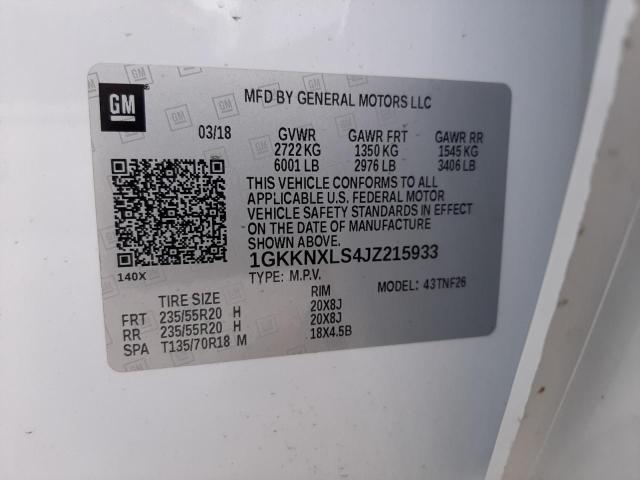 GM
MFD BY GENERAL MOTORS LLC
03/18 GVWR GAWR FRT GAWR RR
2722 KG 1350 KG 1545 KG
6001 LB 2976 LB 3406 LB
THIS VEHICLE CONFORMS TO ALL
APPLICABLE U.S. FEDERAL MOTOR
VEHICLE SAFETY STANDARDS IN EFFECT
ON THE DATE OF MANUFACTURE
SHOWN ABOVE.
1GKKNXLS4JZ215933
140X
TYPE: M.P.V. MODEL: 43TNF26
TIRE SIZE RIM
FRT 235/55R20 H 20X8J
RR 235/55R20 H 20X8J
SPA T135/70R18 M 18X4.5B